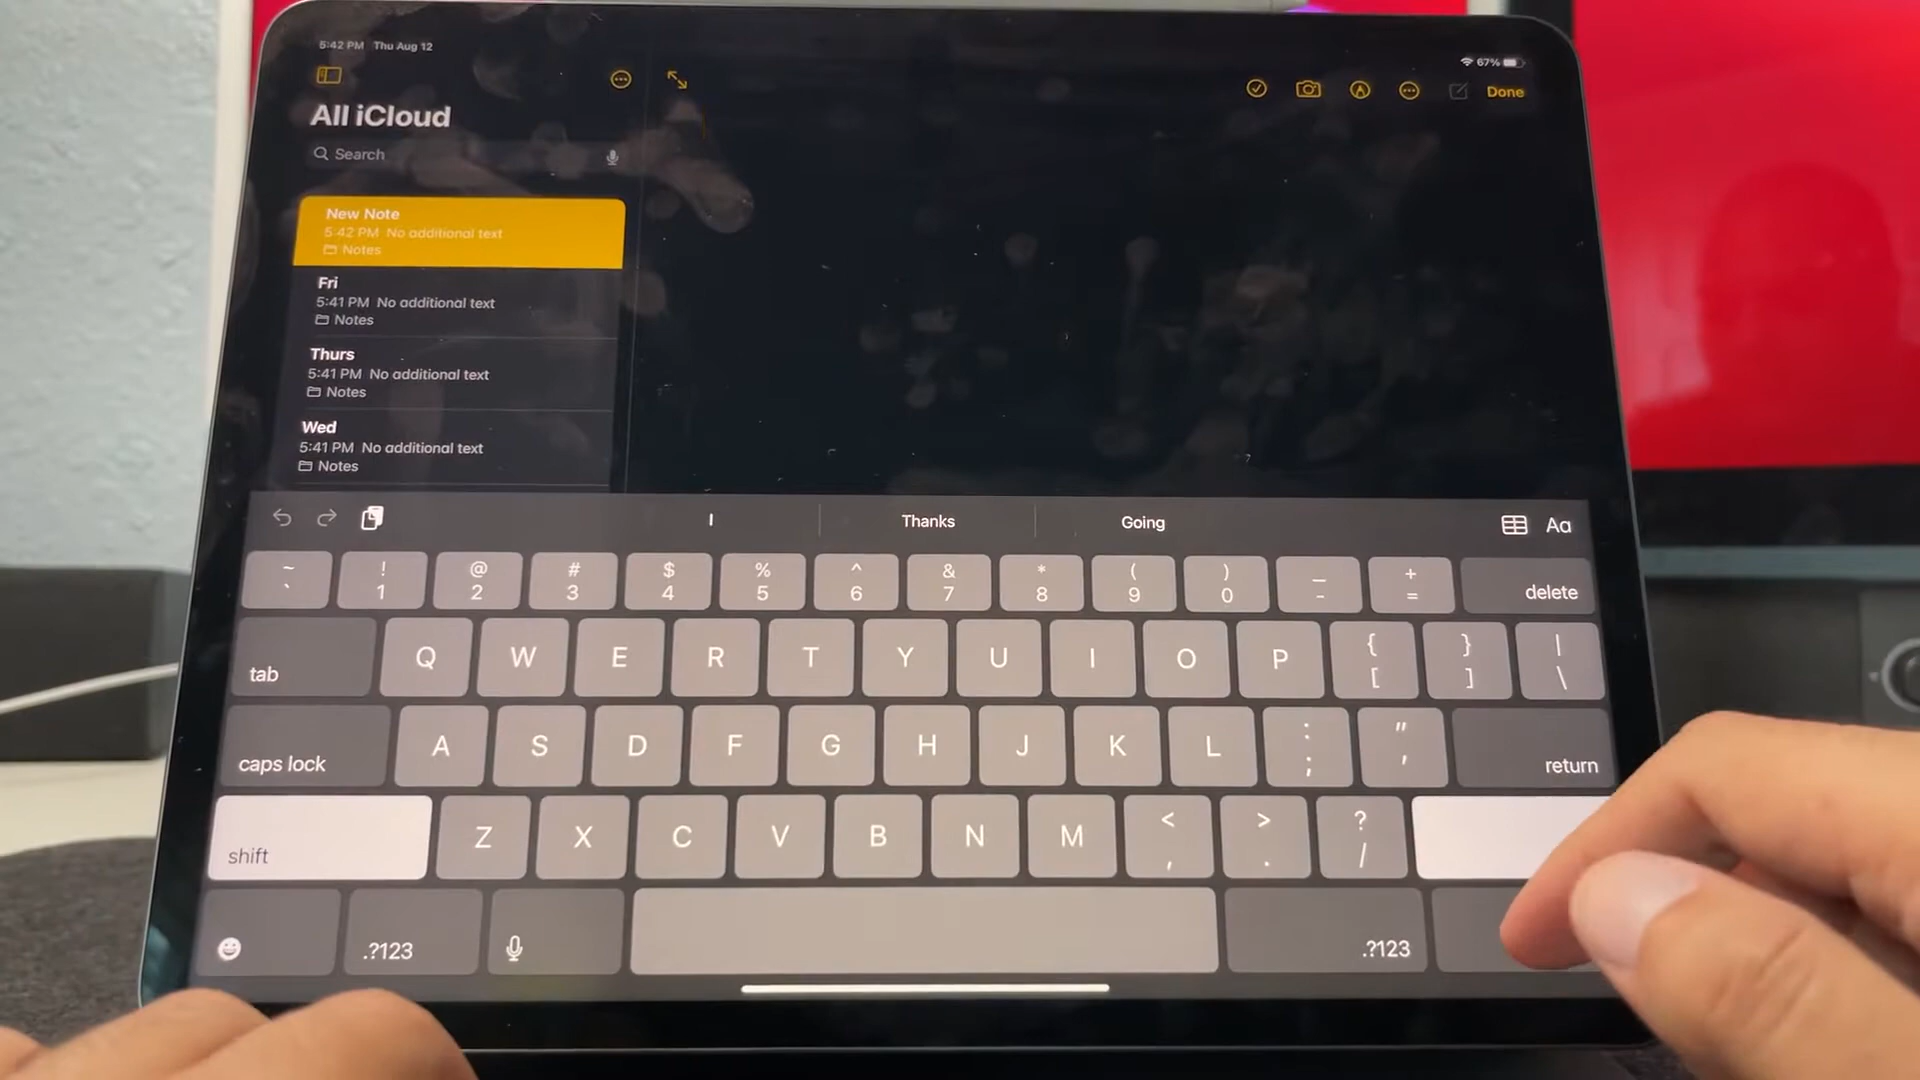 5:42 PM Thu Aug 12
67%
Done
All iCloud
Search
New Note
5:42 PM No additional text
Notes
Fri
5:41 PM No additional text
Notes
Thurs
5:41 PM No additional text
Notes
Wed
5:41 PM No additional text
Notes
I Thanks Going Aa
~ ! @ # $ % ^ & * ( ) _ +
` 1 2 3 4 5 6 7 8 9 0 - = delete
tab Q W E R T Y U I O P { [ } ] | \
caps lock A S D F G H J K L : ; " ' return
shift Z X C V B N M < , > . ? /
.?123 .?123